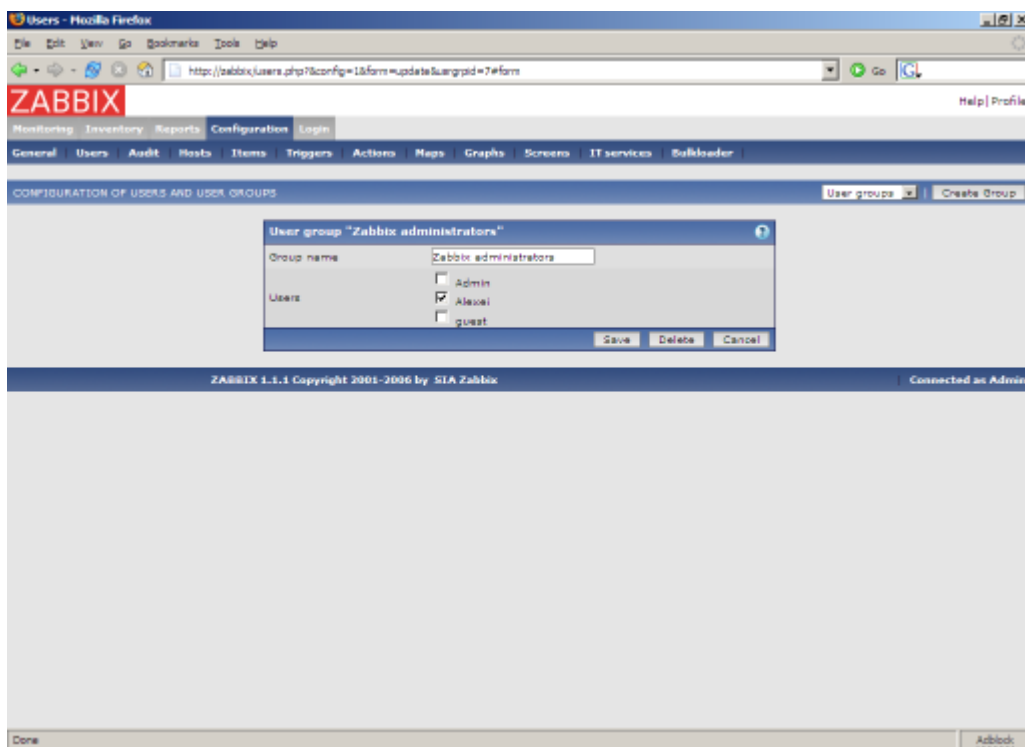 Users - Mozilla Firefox
File Edit View Go Bookmarks Tools Help
http://zabbix/users.php?&config=1&form=update&usrgrpid=7#form
Go
G
ZABBIX
Help | Profile
Monitoring Inventory Reports Configuration Login
General | Users | Audit | Hosts | Items | Triggers | Actions | Maps | Graphs | Screens | IT services | Bulkloader |
CONFIGURATION OF USERS AND USER GROUPS
User groups | Create Group
User group "Zabbix administrators"
Group name Zabbix administrators
Users
Admin
Alexei
guest
Save Delete Cancel
ZABBIX 1.1.1 Copyright 2001-2006 by SIA Zabbix | Connected as Admin
Done Adblock